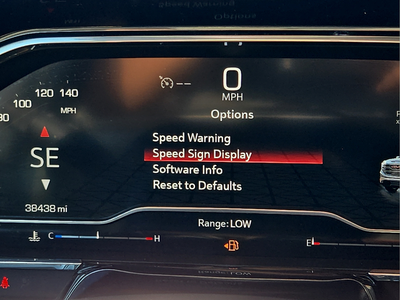 120 140
100
80
MPH
0
MPH
Options
Speed Warning
Speed Sign Display
Software Info
Reset to Defaults
SE
38438 mi
Range: LOW
C
H
E